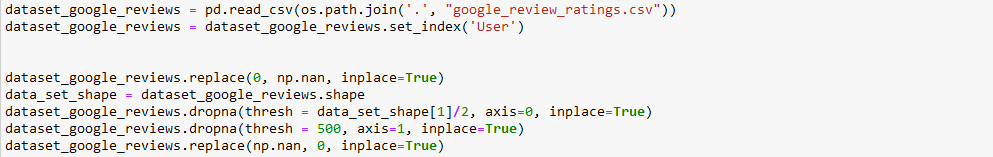 dataset_google_reviews = pd.read_csv(os.path.join('.', "google_review_ratings.csv"))
dataset_google_reviews = dataset_google_reviews.set_index('User')
dataset_google_reviews.replace(0, np.nan, inplace=True)
data_set_shape = dataset_google_reviews.shape
dataset_google_reviews.dropna(thresh = data_set_shape[1]/2, axis=0, inplace=True)
dataset_google_reviews.dropna(thresh = 500, axis=1, inplace=True)
dataset_google_reviews.replace(np.nan, 0, inplace=True)